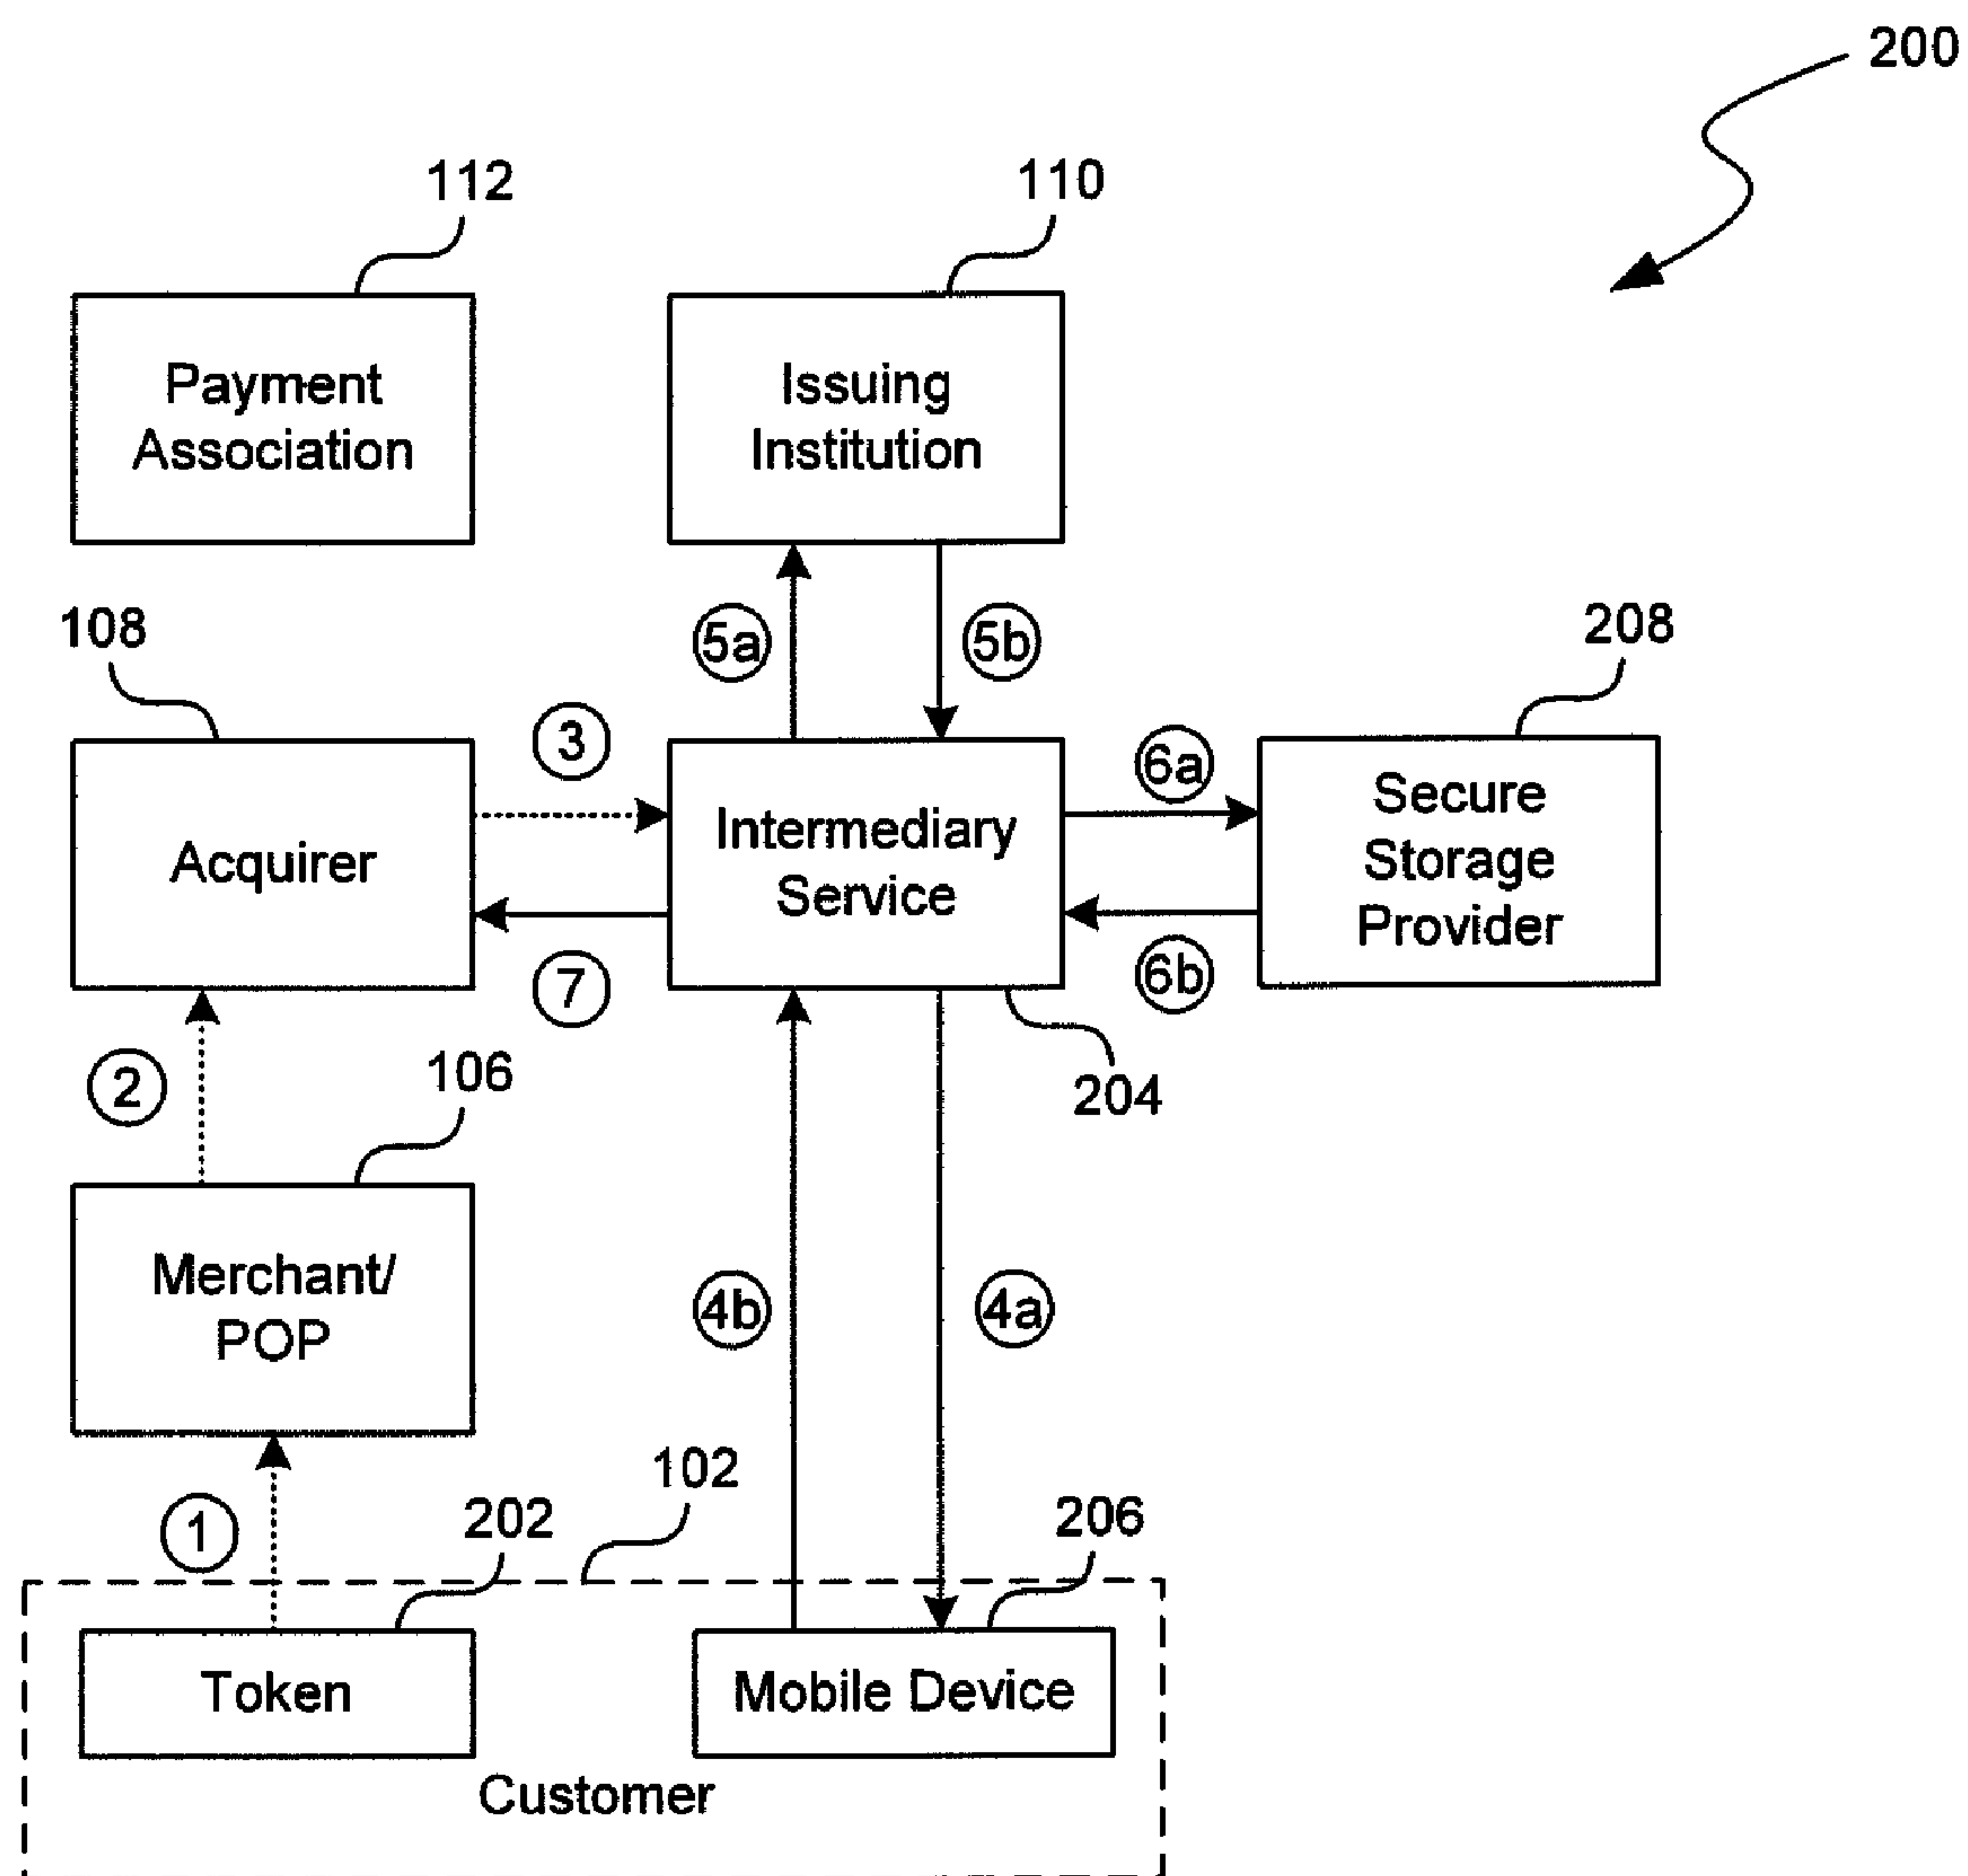 200
112
110
Payment
Association
Issuing
Institution
108
5a
5b
208
3
Acquirer
Intermediary
Service
6a
Secure
Storage
Provider
7
6b
2
106
204
Merchant/
POP
4b
4a
102
1
202
206
Token
Mobile Device
Customer